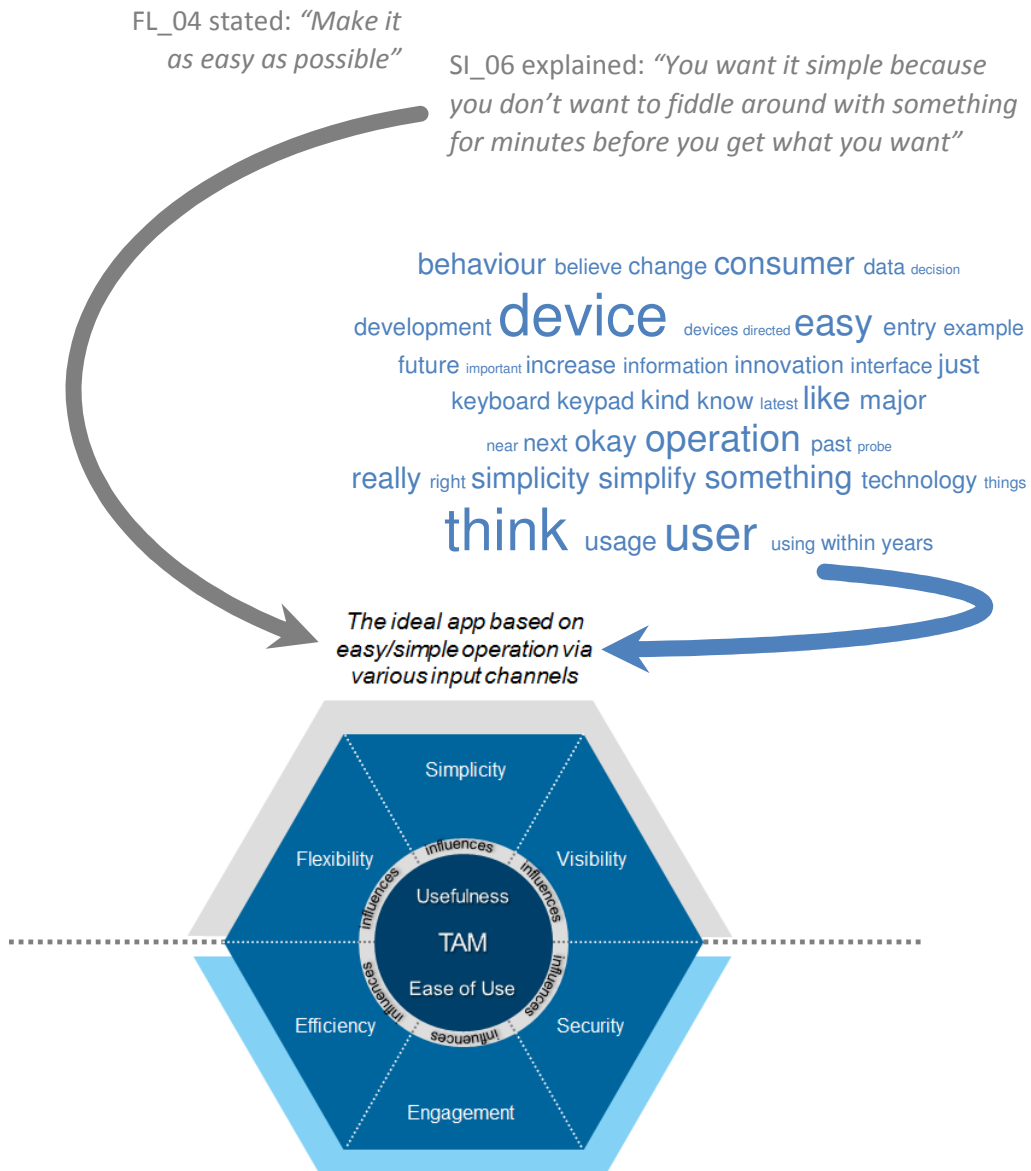 FL_04 stated: “Make it
as easy as possible”
SI_06 explained: “You want it simple because
you don’t want to fiddle around with something
for minutes before you get what you want”
behaviour believe change consumer data decision
development device devices directed easy entry example
future important increase information innovation interface just
keyboard keypad kind know latest like major
near next okay operation past probe
really right simplicity simplify something technology things
think usage user using within years
The ideal app based on
easy/simple operation via
various input channels
Simplicity
Flexibility
Visibility
influences
influences
influences
Usefulness
TAM
Ease of Use
influences
influences
influences
Efficiency
Security
Engagement